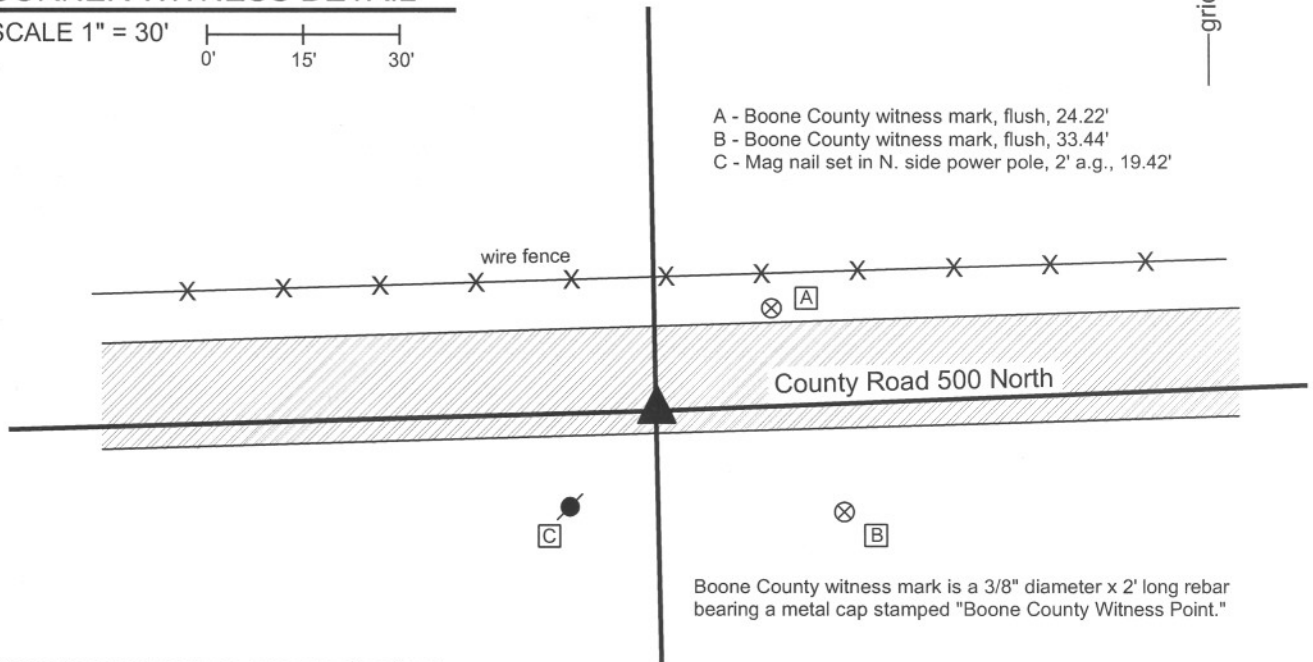 SCALE 1" = 30'
0' 15' 30'
grid
A - Boone County witness mark, flush, 24.22'
B - Boone County witness mark, flush, 33.44'
C - Mag nail set in N. side power pole, 2' a.g., 19.42'
wire fence
A
County Road 500 North
C
B
Boone County witness mark is a 3/8" diameter x 2' long rebar
bearing a metal cap stamped "Boone County Witness Point."